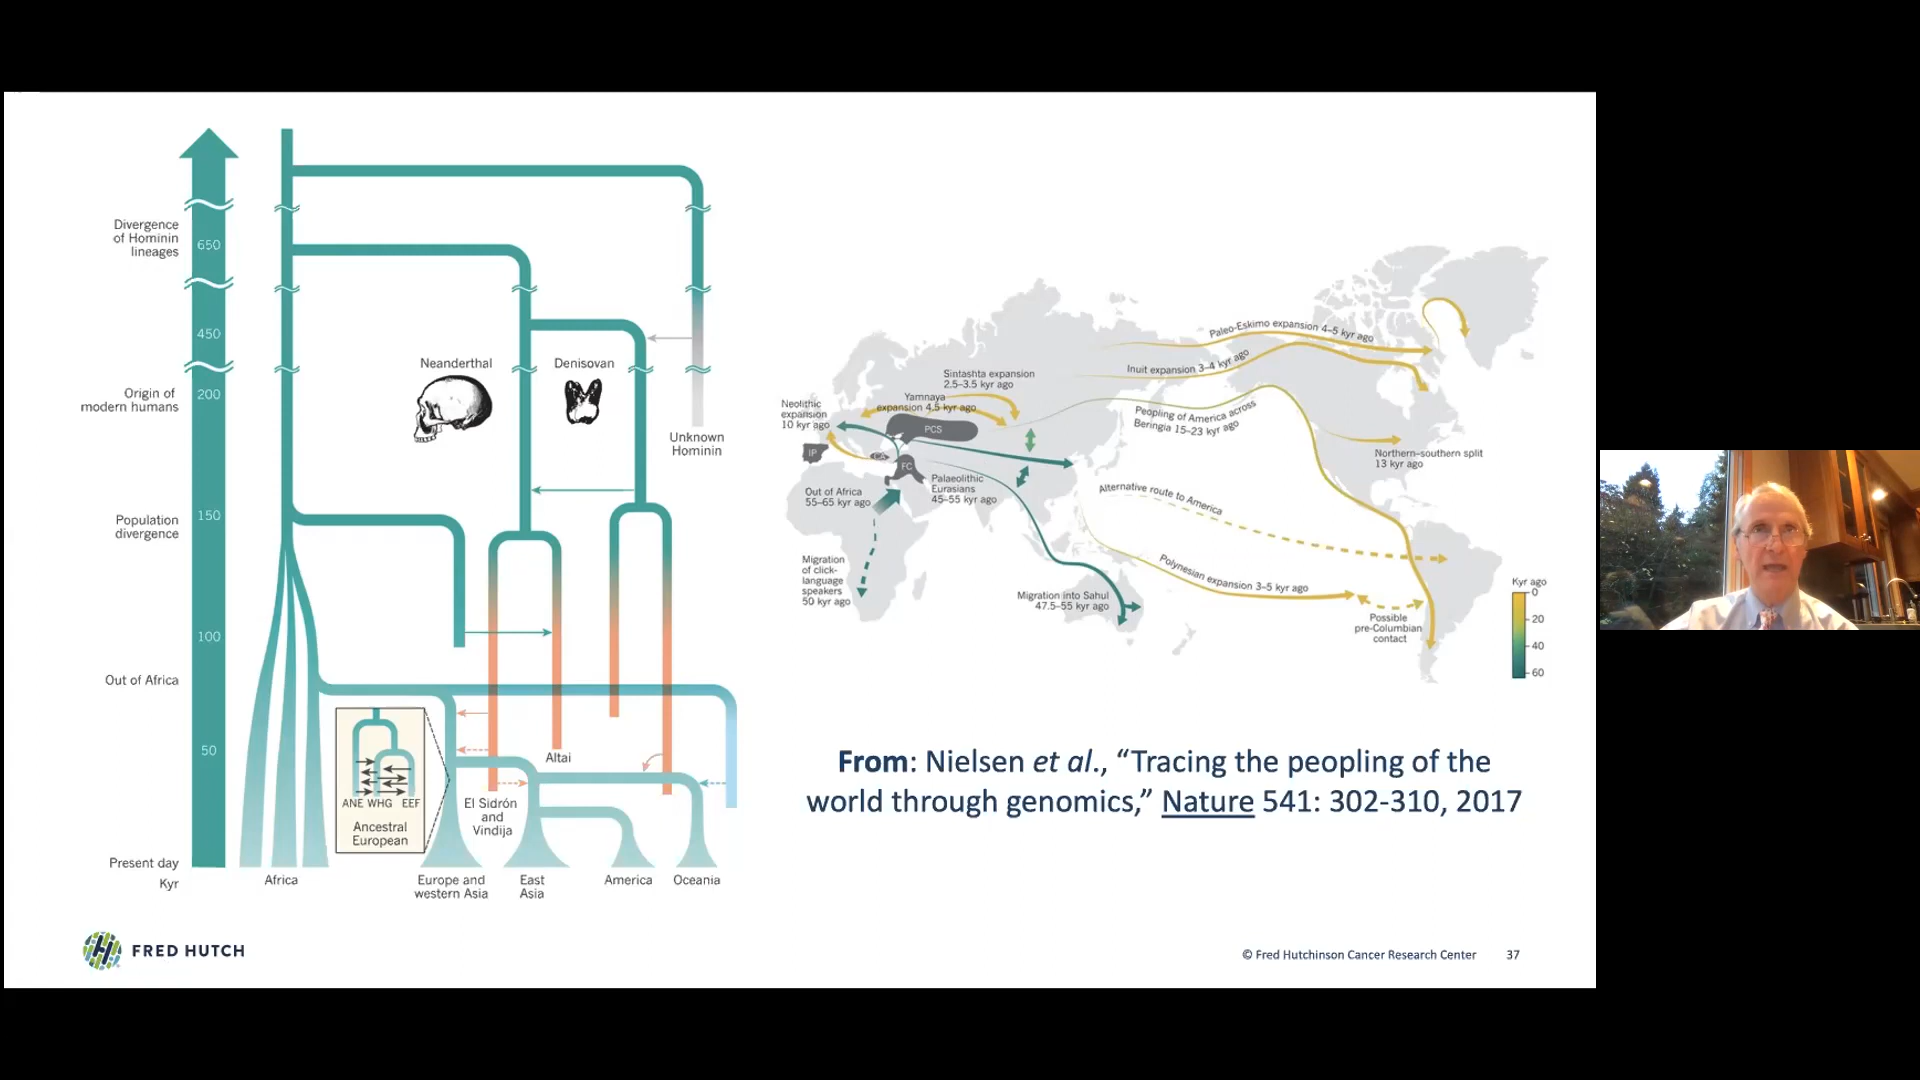 Divergence
of Hominin
lineages
650
450
Origin of
modern humans
200
Population
divergence
150
100
Out of Africa
50
Present day
Kyr
Neanderthal
Denisovan
Unknown
Hominin
Altai
El Sidrón
and
Vindija
ANE WHG EEF
Ancestral
European
Africa
Europe and
western Asia
East
Asia
America
Oceania
Paleo-Eskimo expansion 4–5 kyr ago
Inuit expansion 3–4 kyr ago
Sintashta expansion
2.5–3.5 kyr ago
Yamnaya
expansion 4.5 kyr ago
Neolithic
expansion
10 kyr ago
PCS
IP
CA
FC
Peopling of America across
Beringia 15–23 kyr ago
Northern–southern split
13 kyr ago
Palaeolithic
Eurasians
45–55 kyr ago
Out of Africa
55–65 kyr ago
Alternative route to America
Migration
of click-
language
speakers
50 kyr ago
Polynesian expansion 3–5 kyr ago
Migration into Sahul
47.5–55 kyr ago
Possible
pre-Columbian
contact
Kyr ago
0
20
40
60
From: Nielsen et al., “Tracing the peopling of the
world through genomics,” Nature 541: 302-310, 2017
FRED HUTCH
© Fred Hutchinson Cancer Research Center 37